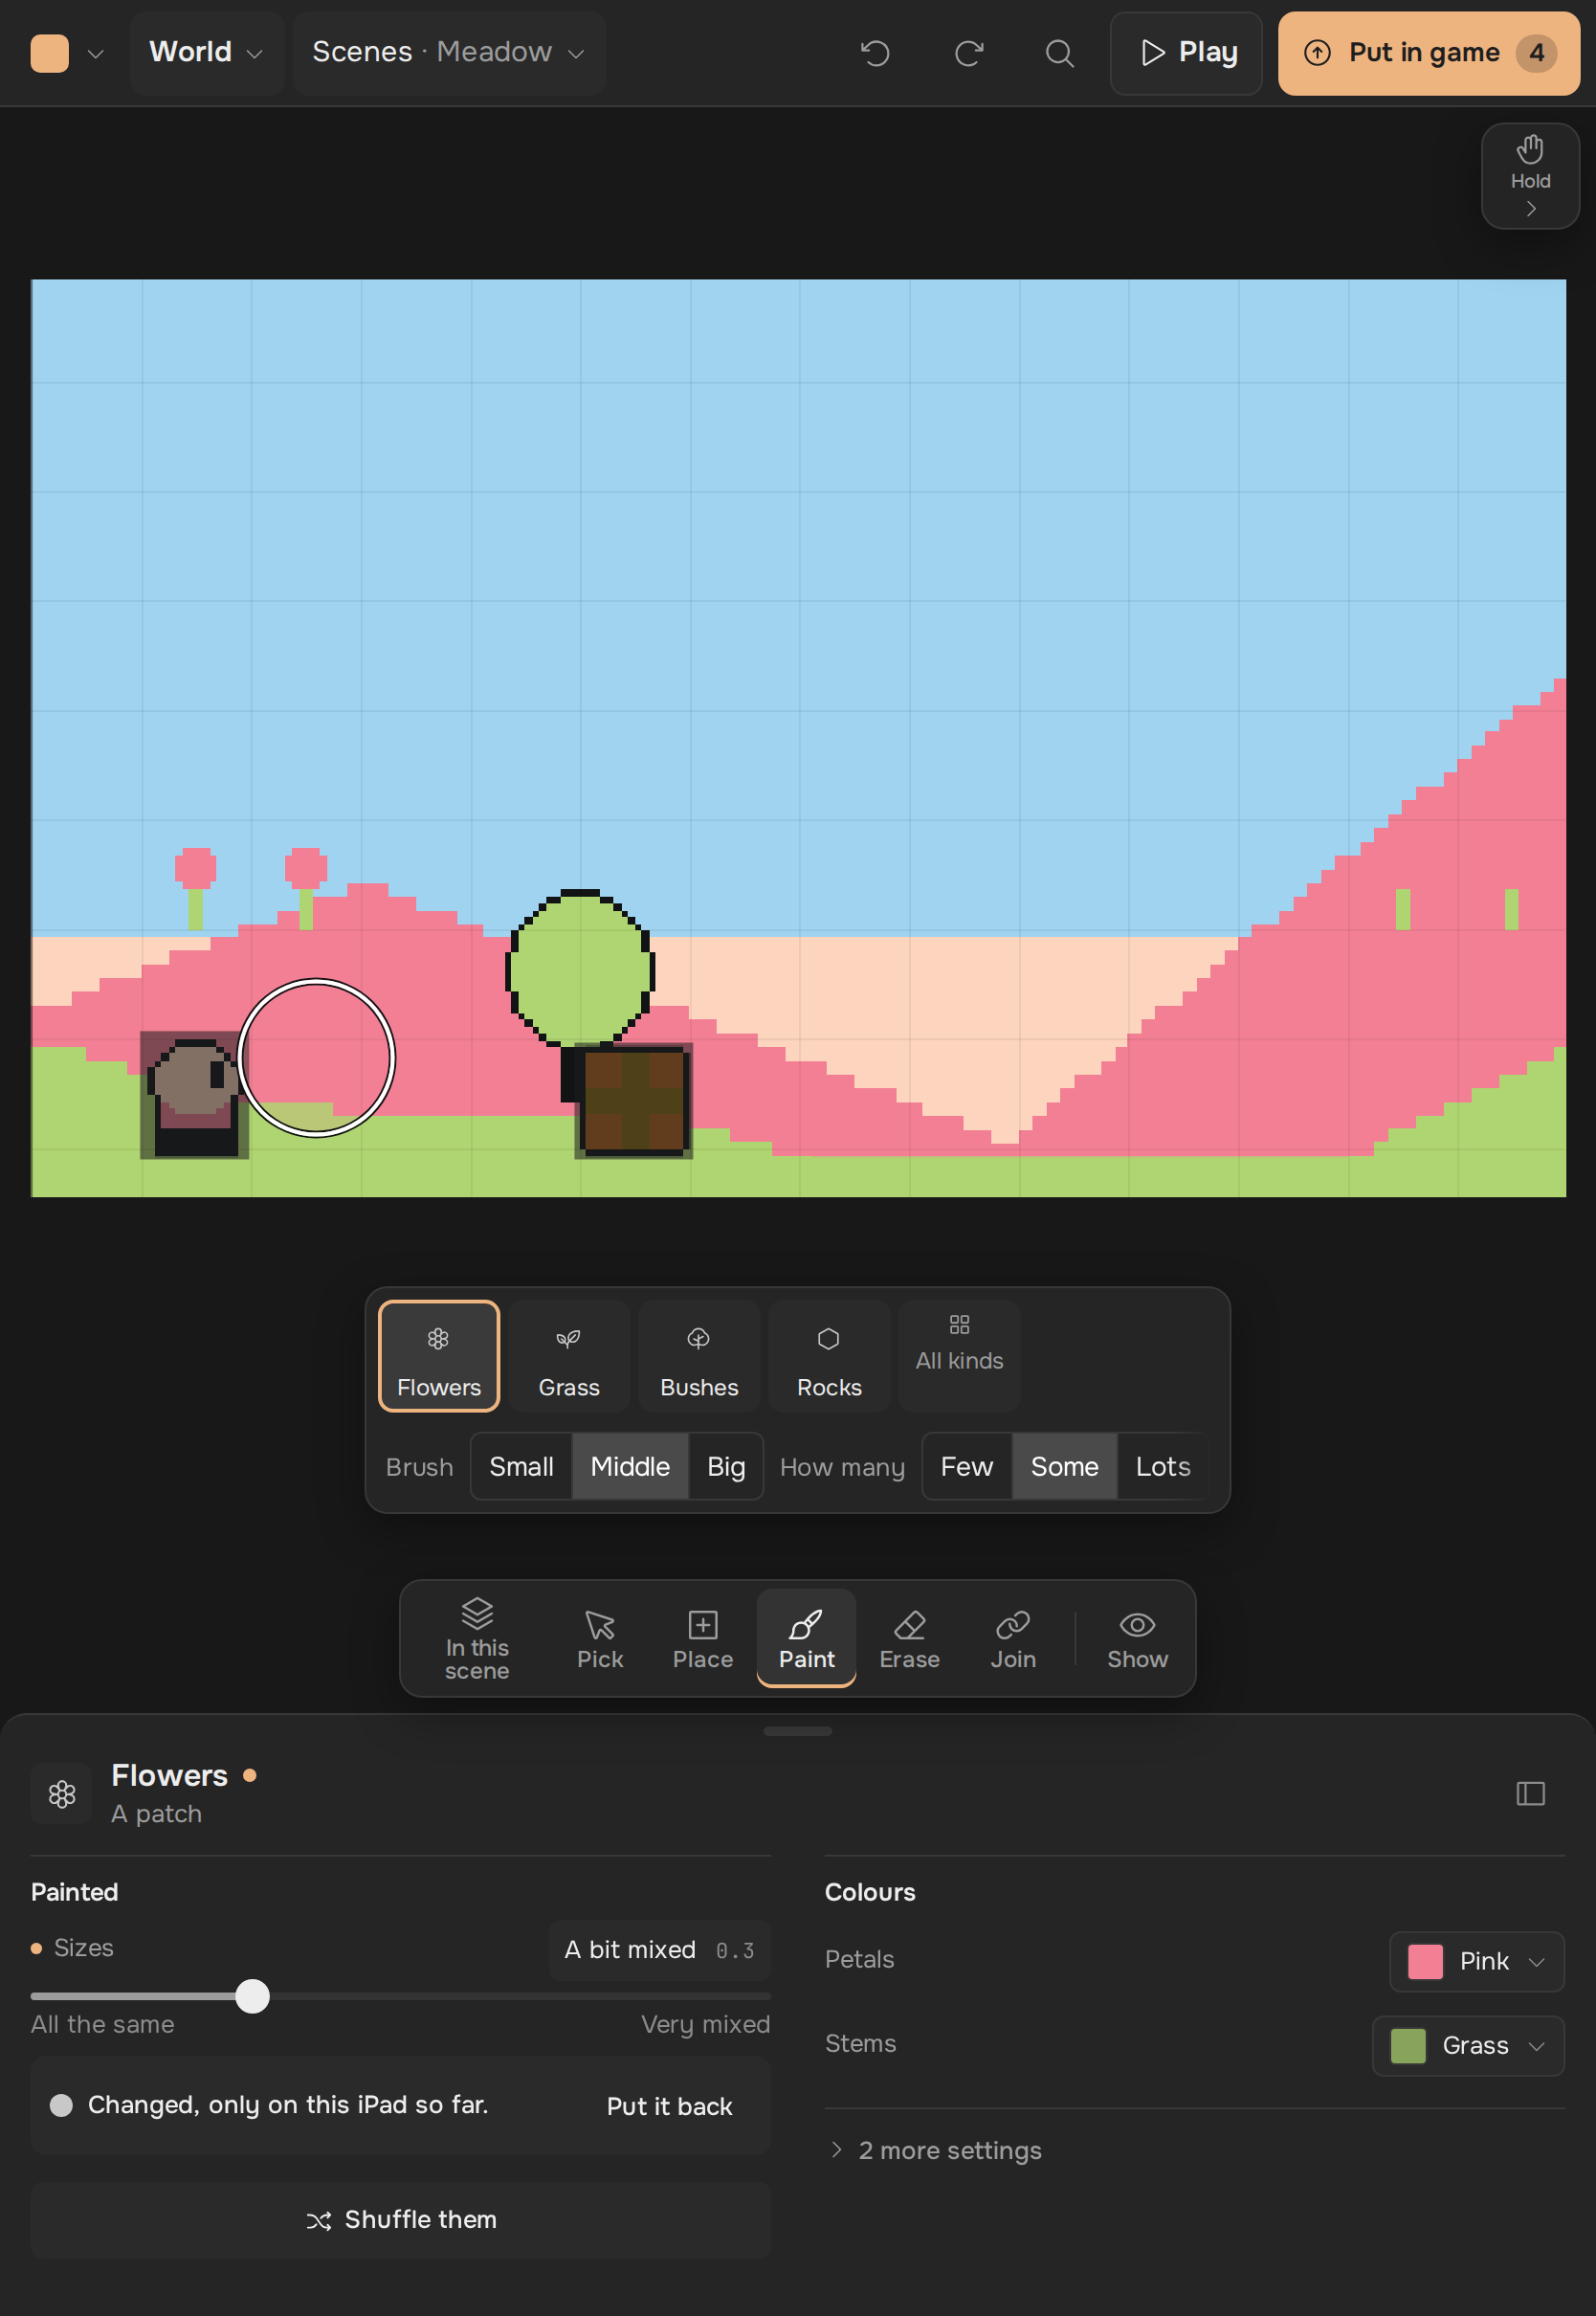 World
Scenes · Meadow
Play
Put in game 4
Hold
Flowers
Grass
Bushes
Rocks
All kinds
Brush
Small
Middle
Big
How many
Few
Some
Lots
In this
scene
Pick
Place
Paint
Erase
Join
Show
Flowers
A patch
Painted
Sizes
A bit mixed 0.3
All the same
Very mixed
Changed, only on this iPad so far.
Put it back
Shuffle them
Colours
Petals
Pink
Stems
Grass
2 more settings